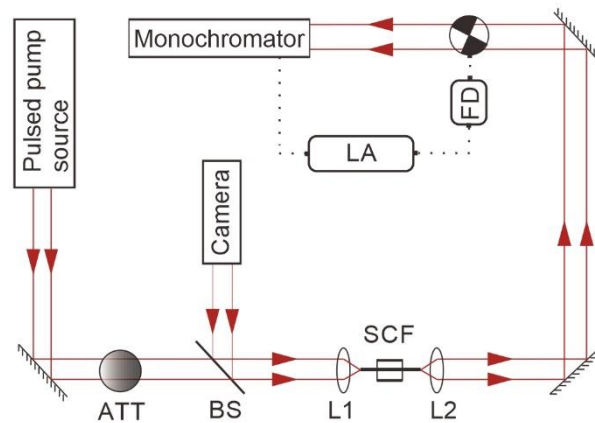 Monochromator
Pulsed pump
source
FD
LA
Camera
SCF
ATT
BS
L1
L2